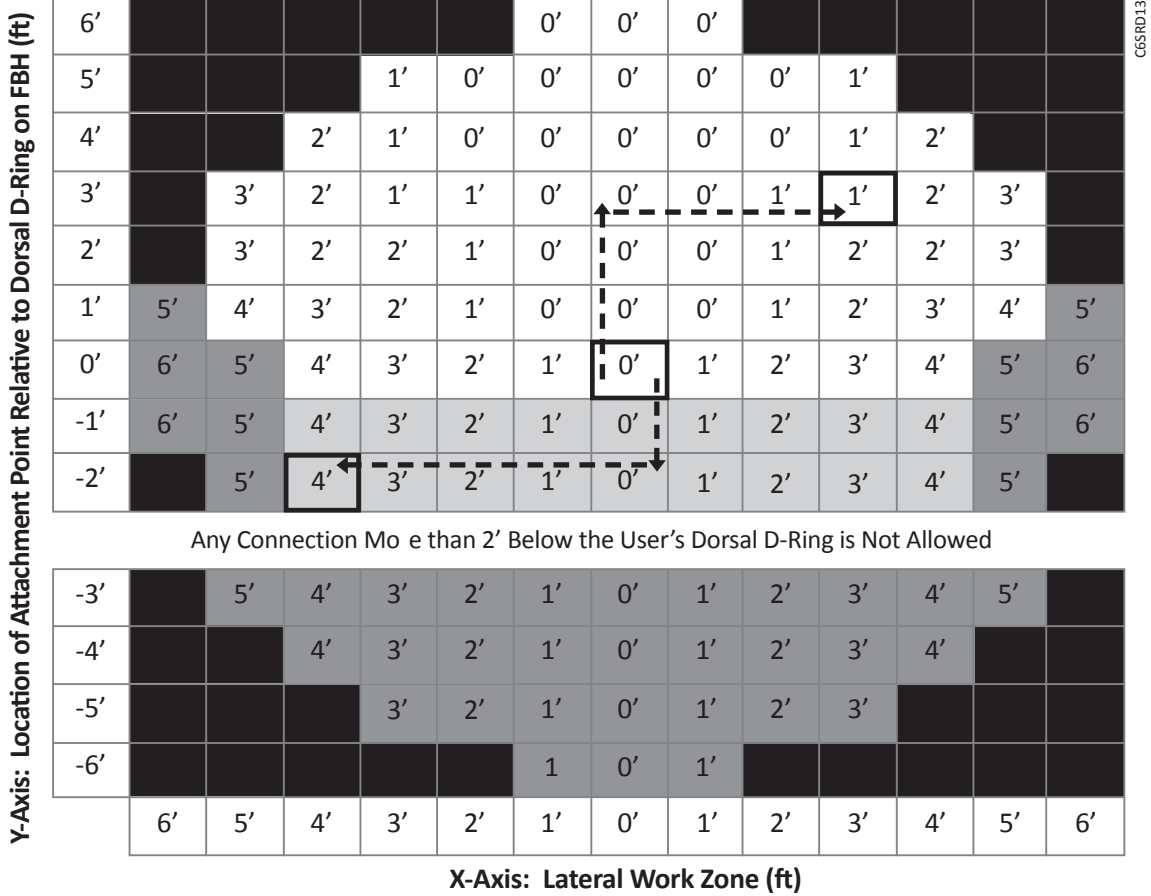 C6SRD13
Y-Axis: Location of Attachment Point Relative to Dorsal D-Ring on FBH (ft)
6’ 0’ 0’ 0’
5’ 1’ 0’ 0’ 0’ 0’ 0’ 1’
4’ 2’ 1’ 0’ 0’ 0’ 0’ 0’ 1’ 2’
3’ 3’ 2’ 1’ 1’ 0’ 0’ 0’ 1’ 1’ 2’ 3’
2’ 3’ 2’ 2’ 1’ 0’ 0’ 0’ 1’ 2’ 2’ 3’
1’ 5’ 4’ 3’ 2’ 1’ 0’ 0’ 0’ 1’ 2’ 3’ 4’ 5’
0’ 6’ 5’ 4’ 3’ 2’ 1’ 0’ 1’ 2’ 3’ 4’ 5’ 6’
-1’ 6’ 5’ 4’ 3’ 2’ 1’ 0’ 1’ 2’ 3’ 4’ 5’ 6’
-2’ 5’ 4’ 3’ 2’ 1’ 0’ 1’ 2’ 3’ 4’ 5’
Any Connection Mo e than 2’ Below the User’s Dorsal D-Ring is Not Allowed
-3’ 5’ 4’ 3’ 2’ 1’ 0’ 1’ 2’ 3’ 4’ 5’
-4’ 4’ 3’ 2’ 1’ 0’ 1’ 2’ 3’ 4’
-5’ 3’ 2’ 1’ 0’ 1’ 2’ 3’
-6’ 1 0’ 1’
6’ 5’ 4’ 3’ 2’ 1’ 0’ 1’ 2’ 3’ 4’ 5’ 6’
X-Axis: Lateral Work Zone (ft)